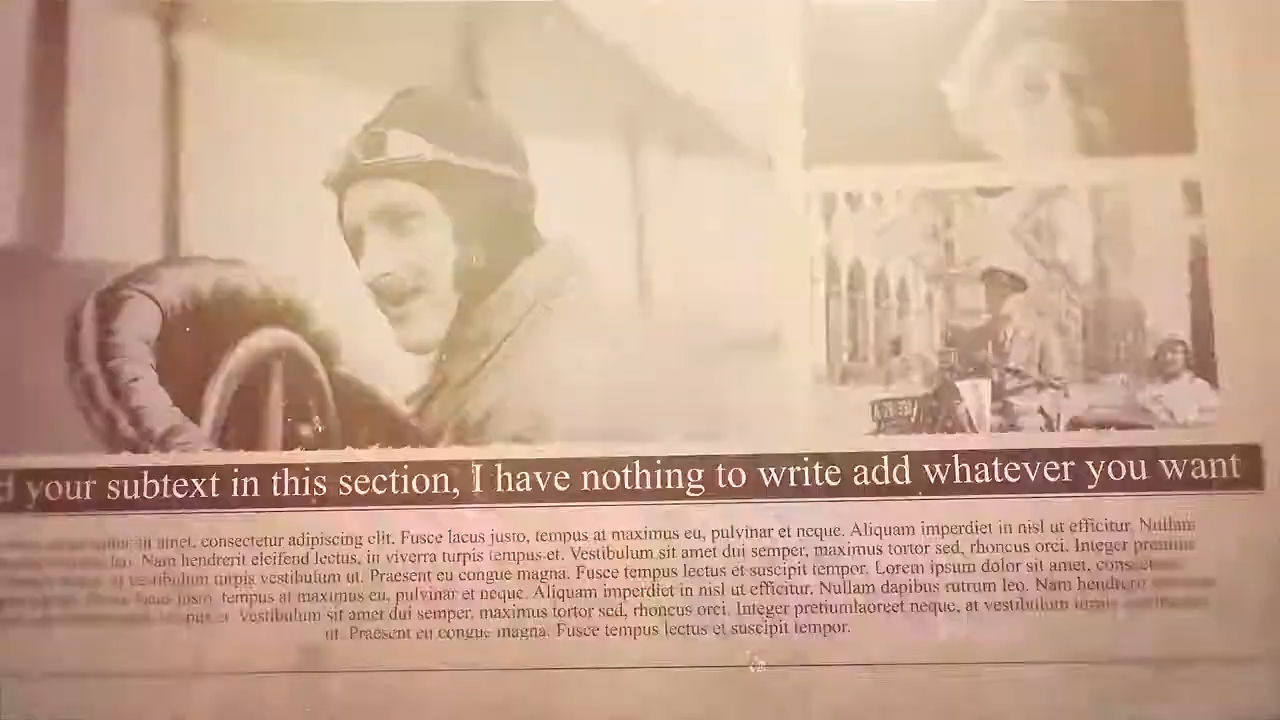 your subtext in this section, I have nothing to write add whatever you want
sit amet, consectetur adipiscing elit. Fusce lacus justo, tempus at maximus eu, pulvinar et neque. Aliquam imperdiet in nisl ut efficitur. Nullam
leo. Nam hendrerit eleifend lectus, in viverra turpis tempus et. Vestibulum sit amet dui semper, maximus tortor sed, rhoncus orci. Integer
at vestibulum turpis vestibulum ut. Praesent eu congue magna. Fusce tempus lectus et suscipit tempor. Lorem ipsum dolor sit amet,
tempus at maximus eu, pulvinar et neque. Aliquam imperdiet in nisl ut efficitur. Nullam dapibus rutrum leo. Nam
Vestibulum sit amet dui semper, maximus tortor sed, rhoncus orci. Integer pretiumlaoreet neque, at vestibulum
ut. Praesent eu congue magna. Fusce tempus lectus et suscipit tempor.